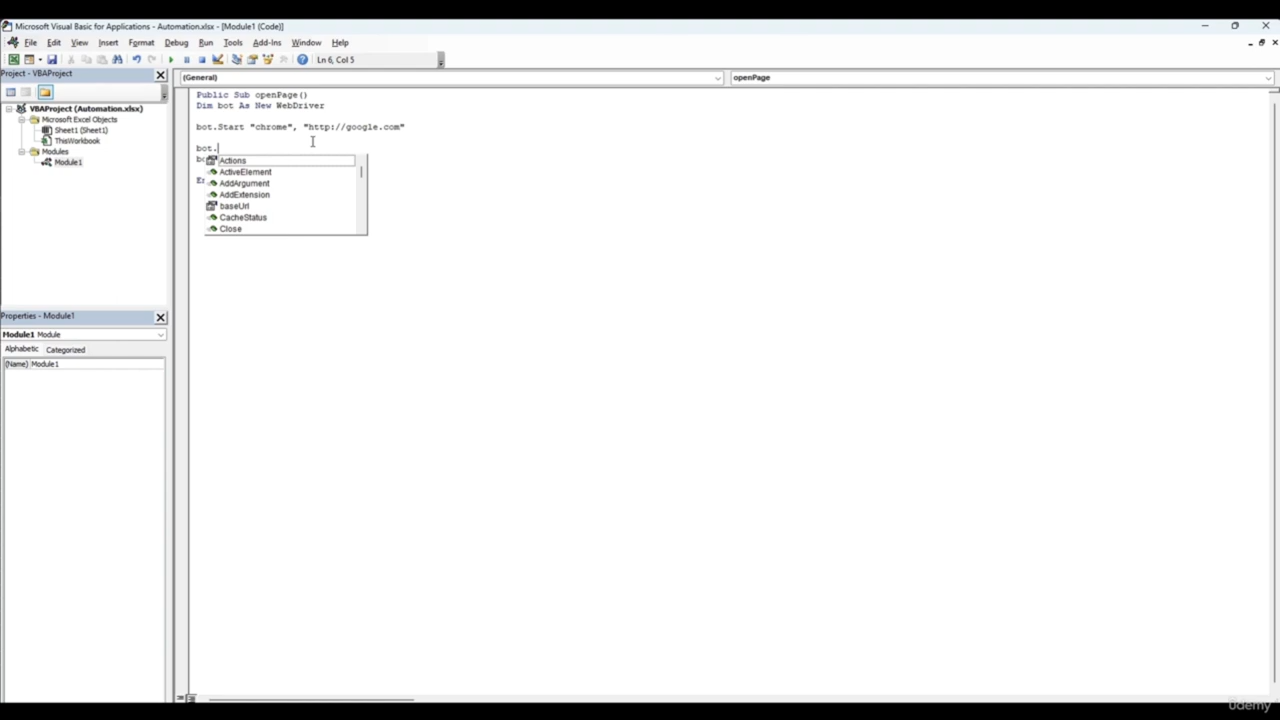 Microsoft Visual Basic for Applications - Automation.xlsx - [Module1 (Code)]
File Edit View Insert Format Debug Run Tools Add-Ins Window Help
Ln 6, Col 5
Project - VBAProject
(General)
openPage
VBAProject (Automation.xlsx)
Microsoft Excel Objects
Sheet1 (Sheet1)
ThisWorkbook
Modules
Module1
Public Sub openPage()
Dim bot As New WebDriver
bot.Start "chrome", "http://google.com"
bot.
Actions
ActiveElement
AddArgument
AddExtension
baseUrl
CacheStatus
Close
Properties - Module1
Module1 Module
Alphabetic Categorized
(Name) Module1
Udemy